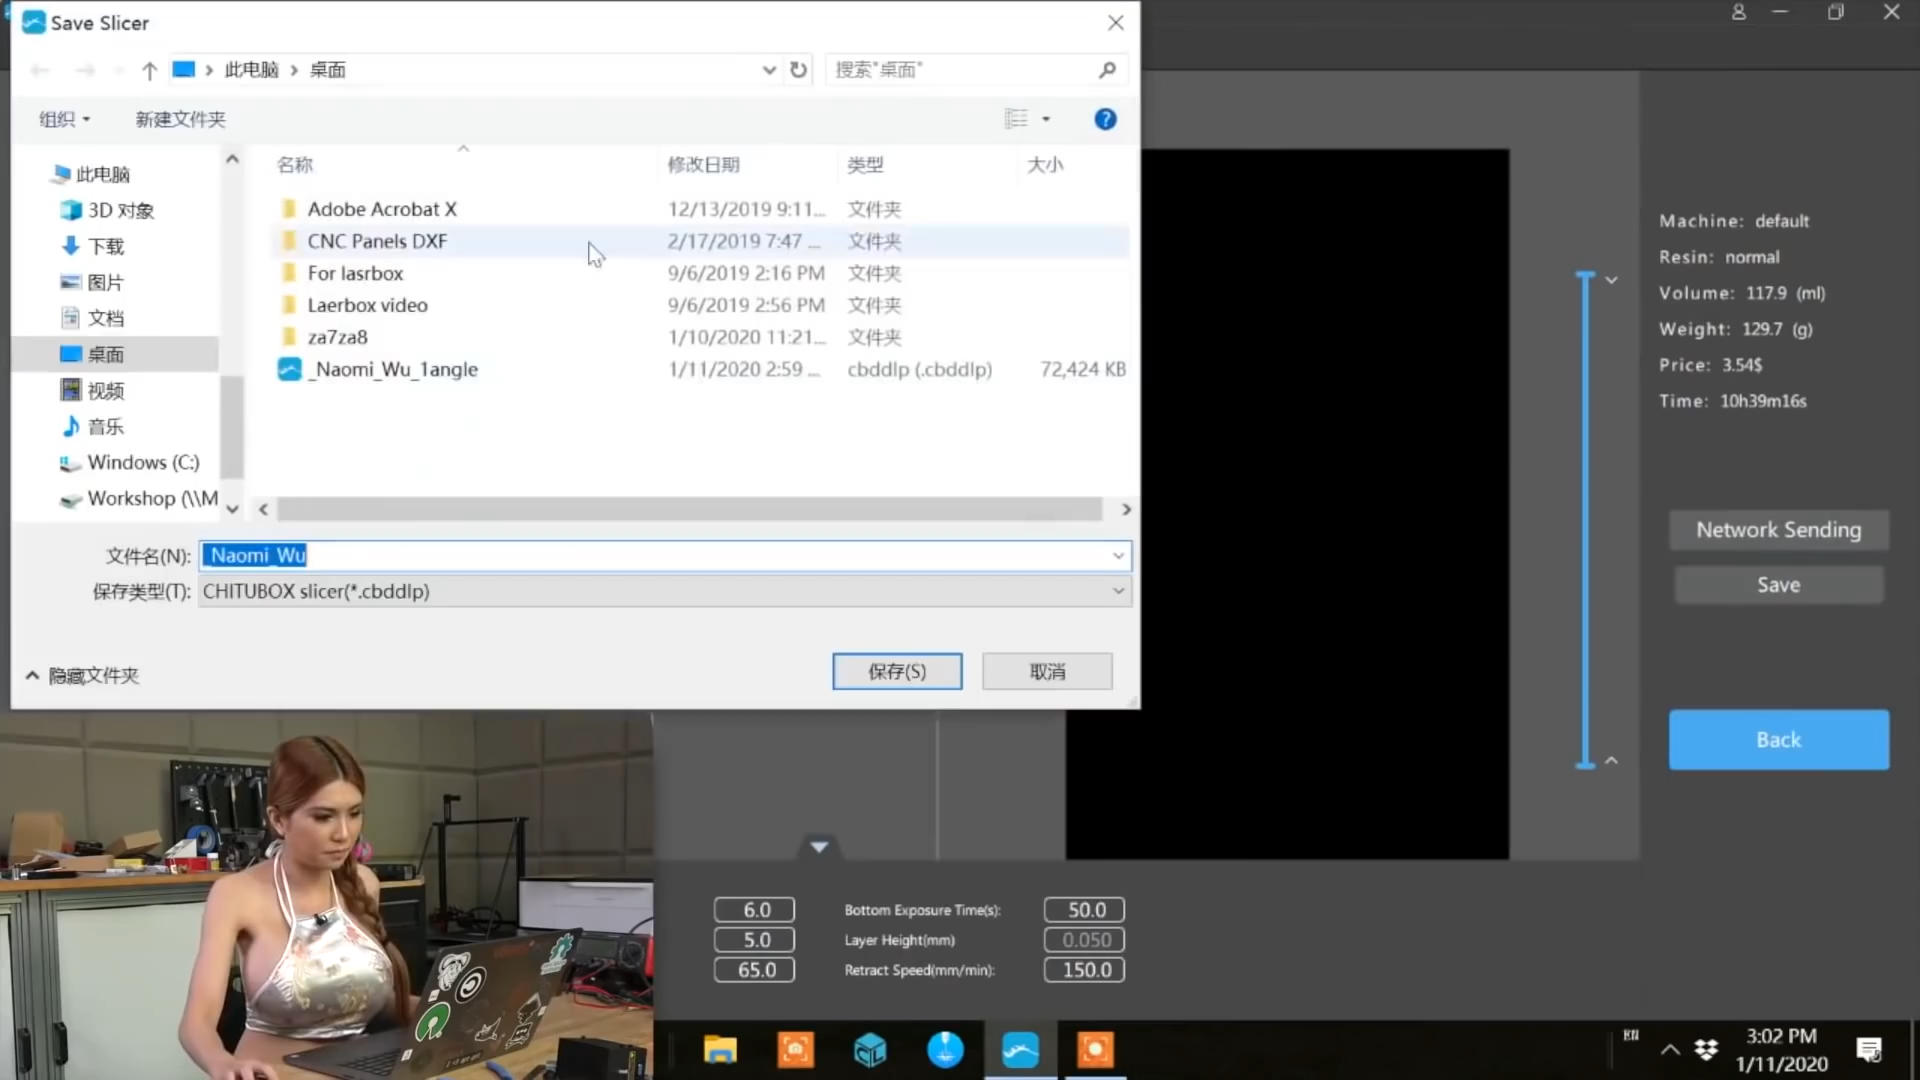 Save Slicer
此电脑 桌面
搜索"桌面"
组织
新建文件夹
此电脑
3D 对象
下载
图片
文档
桌面
视频
音乐
Windows (C:)
Workshop (\\M
名称 修改日期 类型 大小
Adobe Acrobat X 12/13/2019 9:11... 文件夹
CNC Panels DXF 2/17/2019 7:47 ... 文件夹
For lasrbox 9/6/2019 2:16 PM 文件夹
Laerbox video 9/6/2019 2:56 PM 文件夹
za7za8 1/10/2020 11:21... 文件夹
_Naomi_Wu_1angle 1/11/2020 2:59 ... cbddlp (.cbddlp) 72,424 KB
文件名(N): _Naomi_Wu
保存类型(T): CHITUBOX slicer(*.cbddlp)
隐藏文件夹
保存(S)
取消
Machine: default
Resin: normal
Volume: 117.9 (ml)
Weight: 129.7 (g)
Price: 3.54$
Time: 10h39m16s
Network Sending
Save
Back
6.0 Bottom Exposure Time(s): 50.0
5.0 Layer Height(mm) 0.050
65.0 Retract Speed(mm/min): 150.0
EN
3:02 PM
1/11/2020